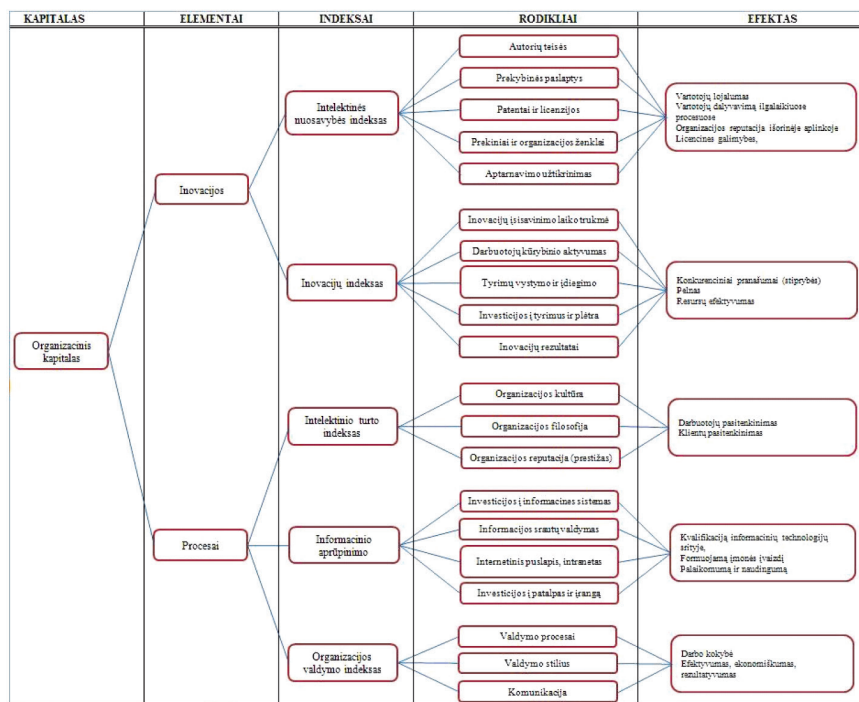 KAPITALAS ELEMENTAI INDEKSAI RODIKLIAI EFEKTAS
Organizacinis
kapitalas
Inovacijos
Procesai
Intelektinės
nuosavybės indeksas
Inovacijų indeksas
Intelektinio turto
indeksas
Informacinio
aprūpinimo
Organizacijos
valdymo indeksas
Autorių teisės
Prekybinės paslaptys
Patentai ir licenzijos
Prekiniai ir organizacijos ženklai
Aptarnavimo užtikrinimas
Inovacijų įsisavinimo laiko trukmė
Darbuotojų kūrybinio aktyvumas
Tyrimų vystymo ir įdiegimo
Investicijos į tyrimus ir plėtra
Inovacijų rezultatai
Organizacijos kultūra
Organizacijos filosofija
Organizacijos reputacija (prestižas)
Investicijos į informacines sistemas
Informacijos srautų valdymas
Internetinis puslapis, intranetas
Investicijos į patalpas ir įrangą
Valdymo procesai
Valdymo stilius
Komunikacija
Vartotojų lojalumas
Vartotojų dalyvavimą ilgalaikiuose
procesuose
Organizacijos reputacija išorinėje aplinkoje
Licencines galimybes,
Konkurenciniai pranašumai (stiprybės)
Pelnas
Resursų efektyvumas
Darbuotojų pasitenkinimas
Klientų pasitenkinimas
Kvalifikaciją informacinių technologijų
srityje,
Formuojamą įmonės įvaizdį
Palaikomumą ir naudingumą
Darbo kokybė
Efektyvumas, ekonomiškumas,
rezultatyvumas